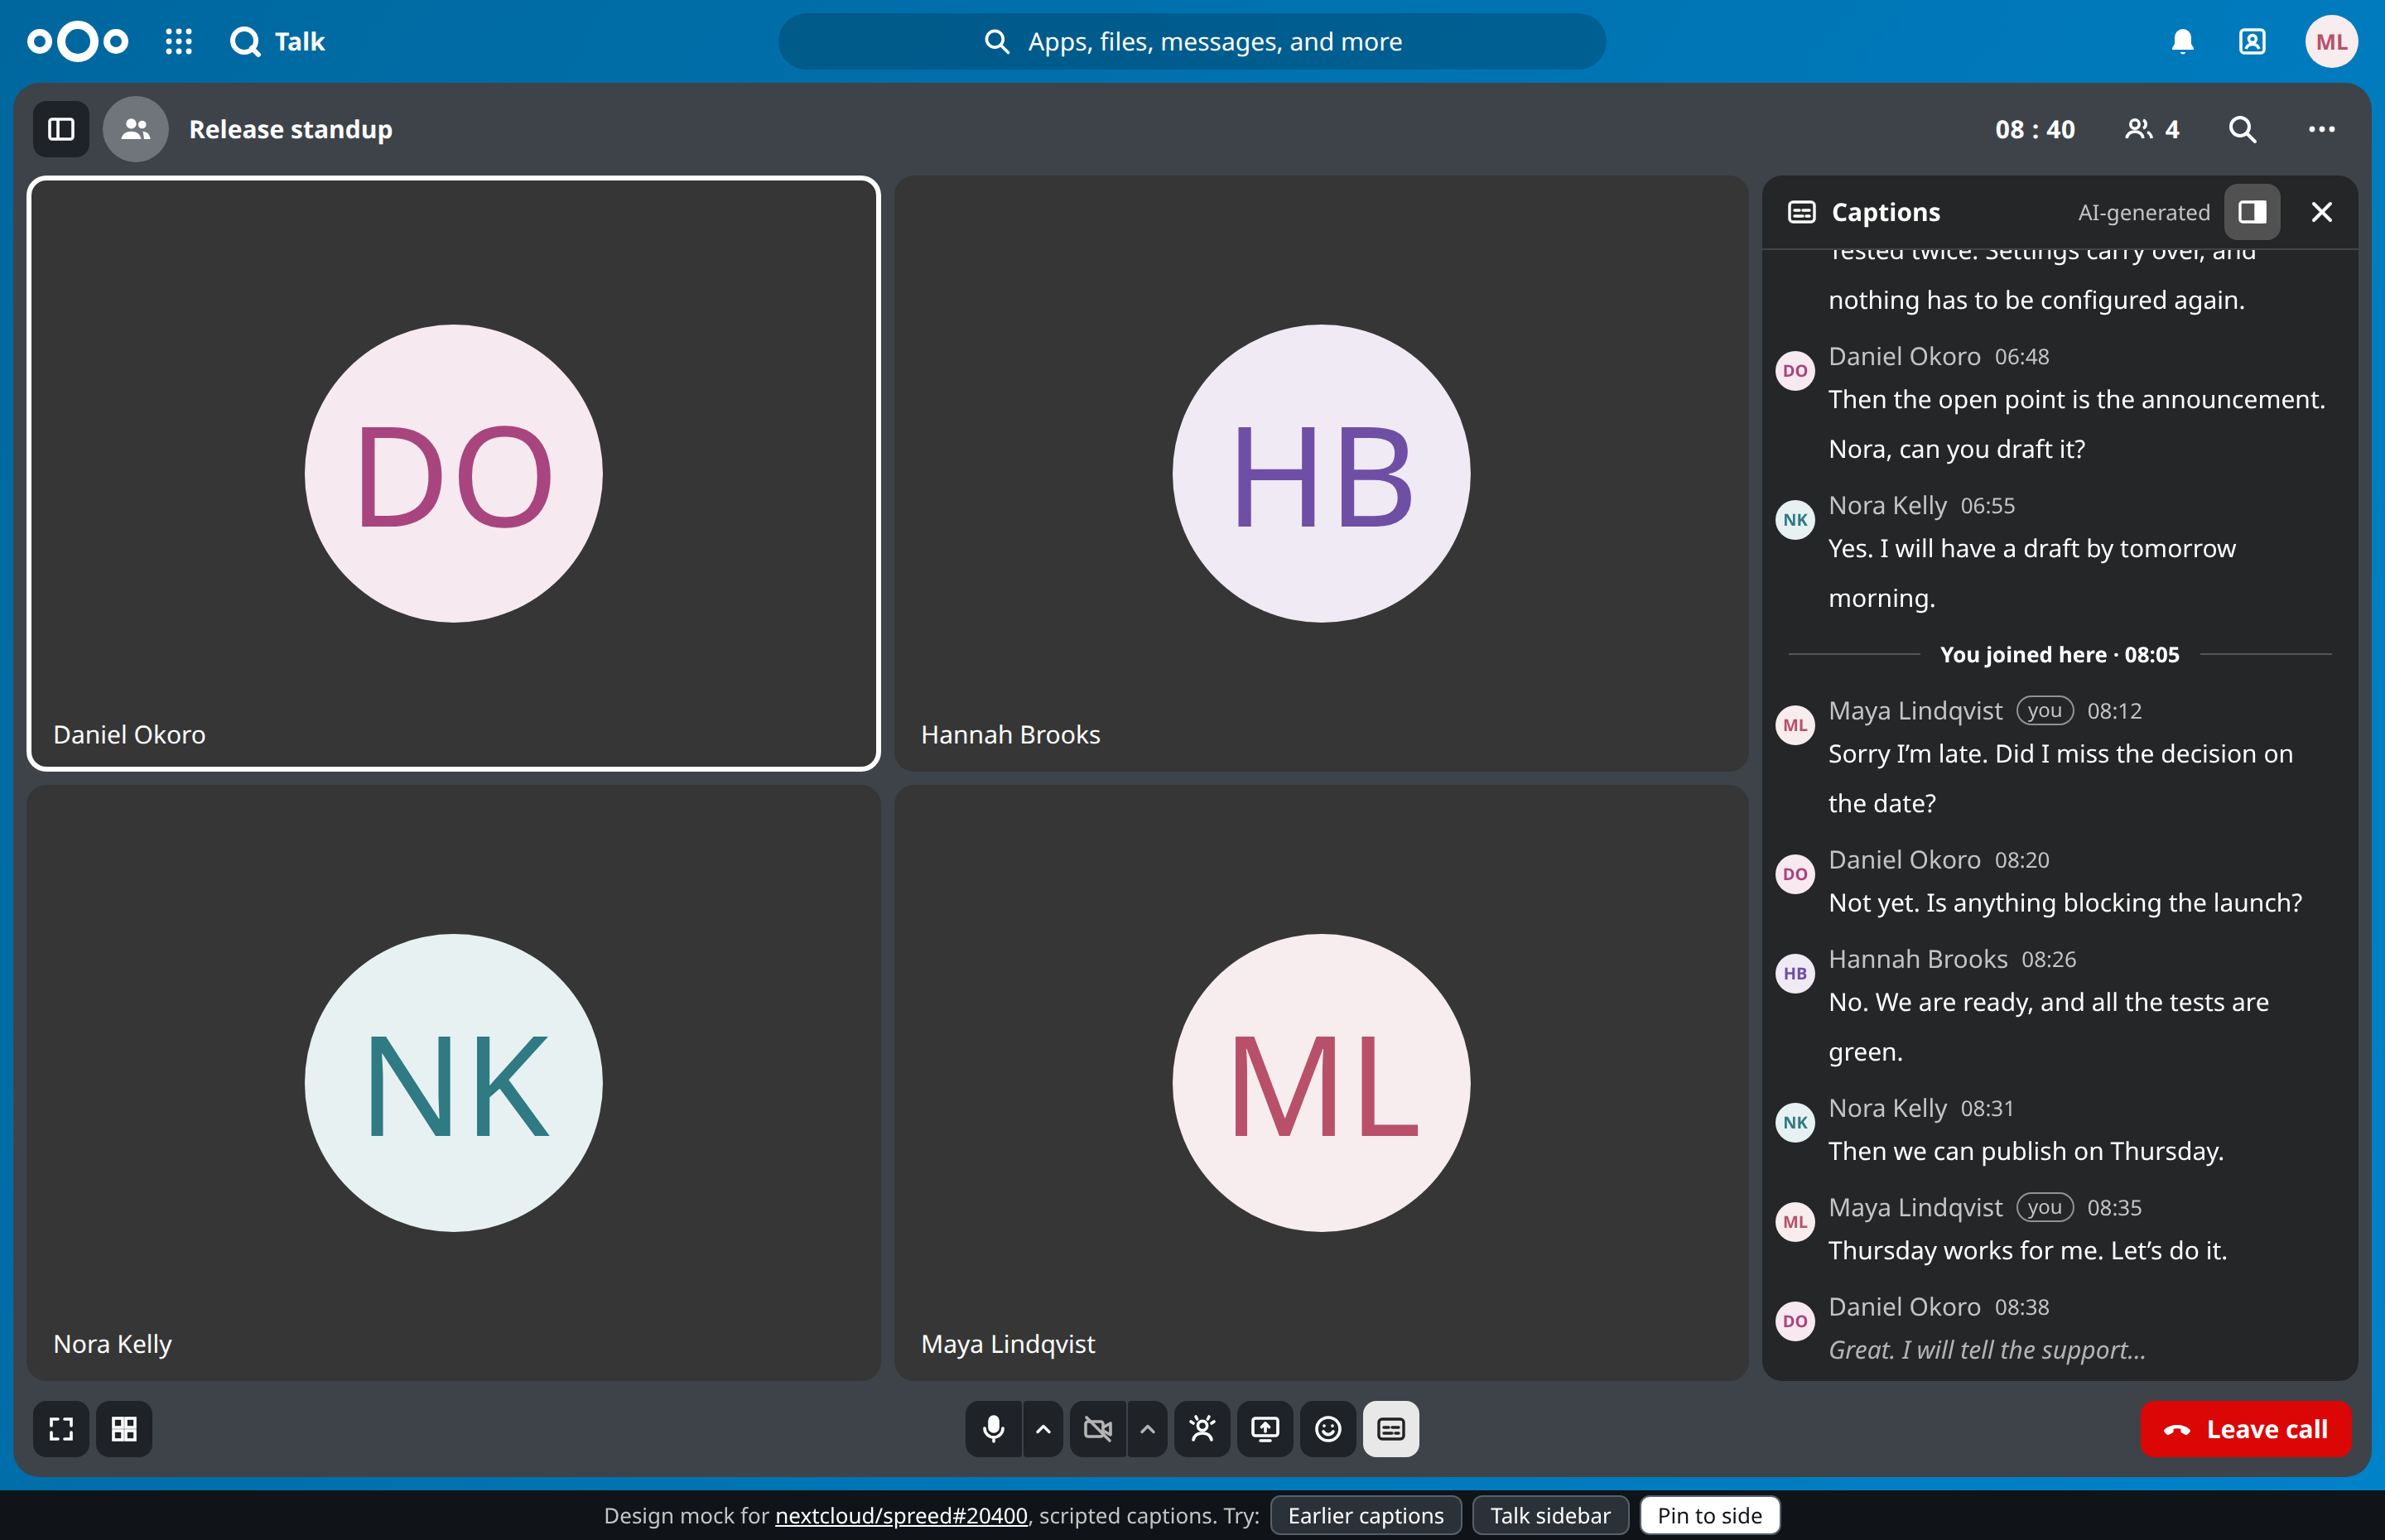 Talk
Apps, files, messages, and more
ML
Release standup
08 : 40
4
DO
Daniel Okoro
HB
Hannah Brooks
NK
Nora Kelly
ML
Maya Lindqvist
Captions
AI-generated
Tested twice. Settings carry over, and
nothing has to be configured again.
DO
Daniel Okoro 06:48
Then the open point is the announcement.
Nora, can you draft it?
NK
Nora Kelly 06:55
Yes. I will have a draft by tomorrow
morning.
You joined here · 08:05
ML
Maya Lindqvist you 08:12
Sorry I’m late. Did I miss the decision on
the date?
DO
Daniel Okoro 08:20
Not yet. Is anything blocking the launch?
HB
Hannah Brooks 08:26
No. We are ready, and all the tests are
green.
NK
Nora Kelly 08:31
Then we can publish on Thursday.
ML
Maya Lindqvist you 08:35
Thursday works for me. Let’s do it.
DO
Daniel Okoro 08:38
Great. I will tell the support…
Leave call
Design mock for nextcloud/spreed#20400, scripted captions. Try: Earlier captions Talk sidebar Pin to side